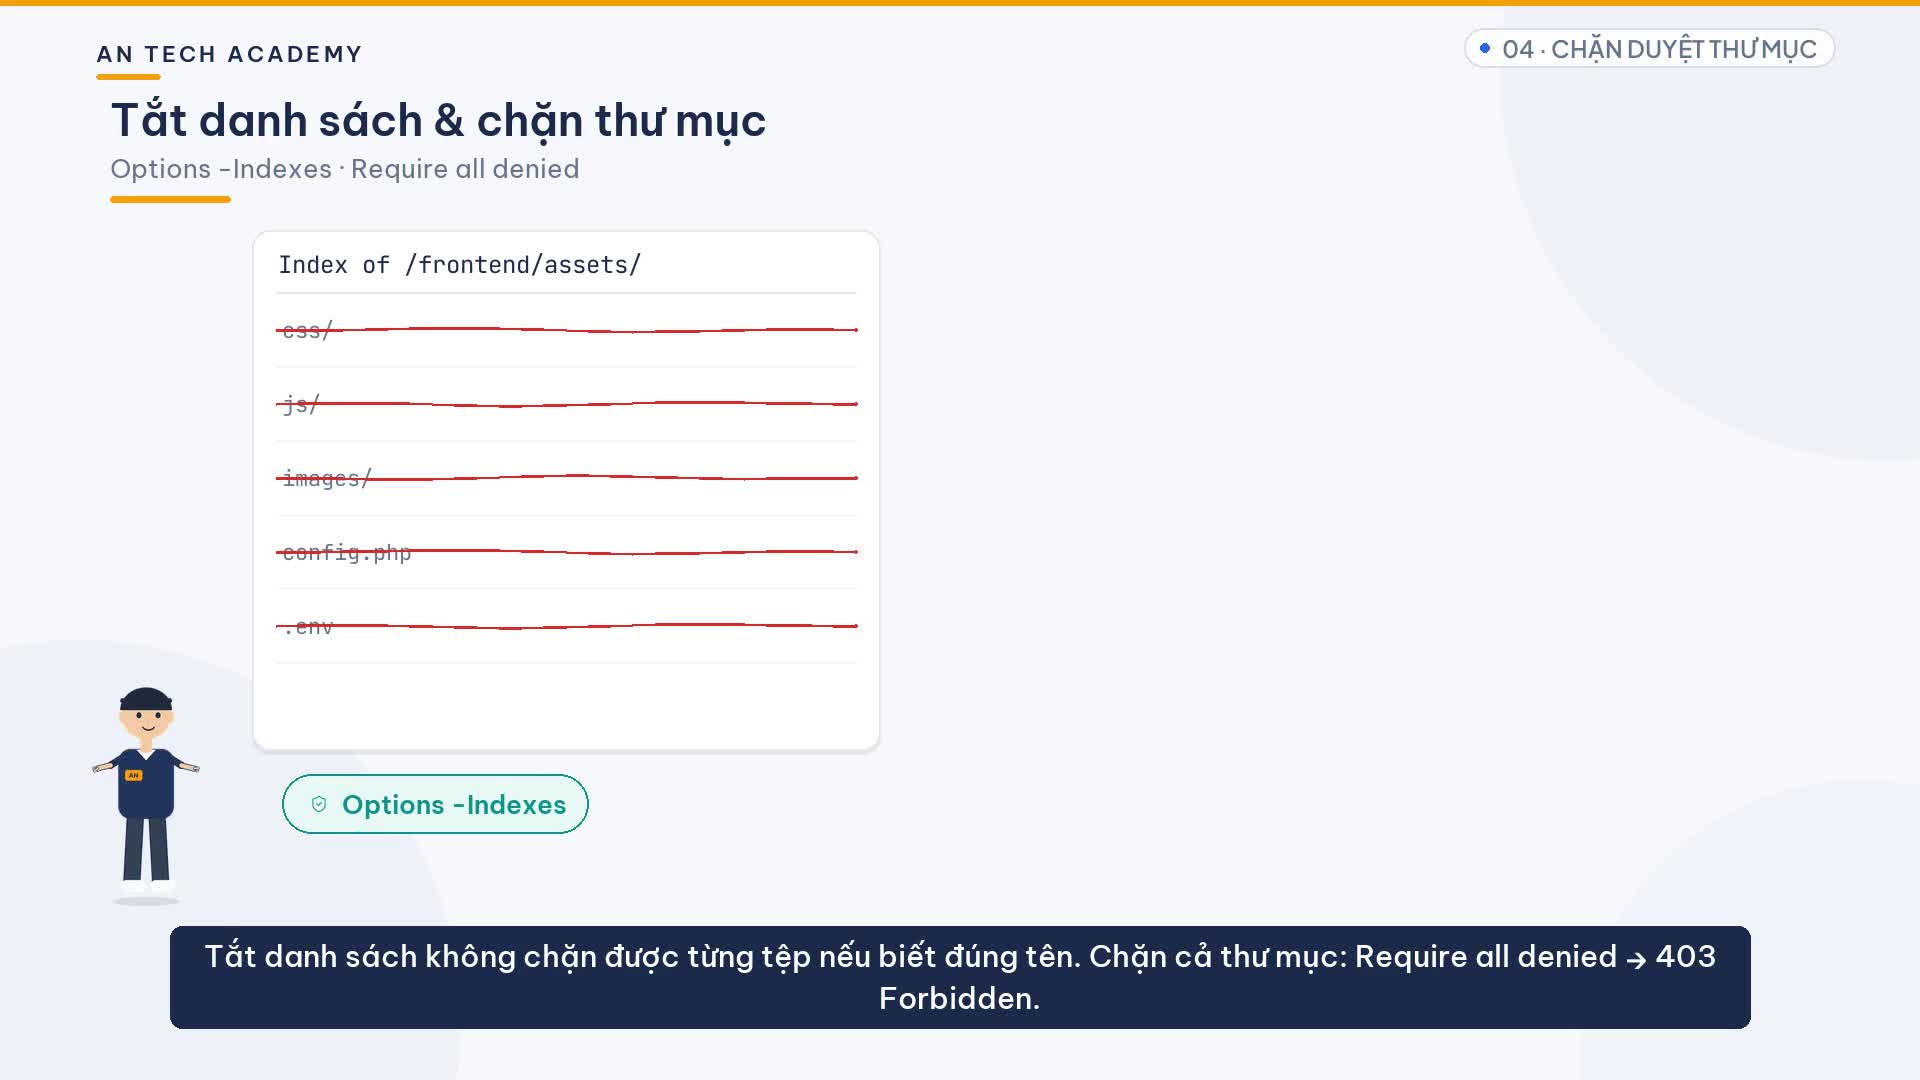 AN TECH ACADEMY
04 · CHẶN DUYỆT THƯ MỤC
Tắt danh sách & chặn thư mục
Options -Indexes · Require all denied
Index of /frontend/assets/
css/
js/
images/
config.php
.env
AN
Options -Indexes
Tắt danh sách không chặn được từng tệp nếu biết đúng tên. Chặn cả thư mục: Require all denied → 403
Forbidden.